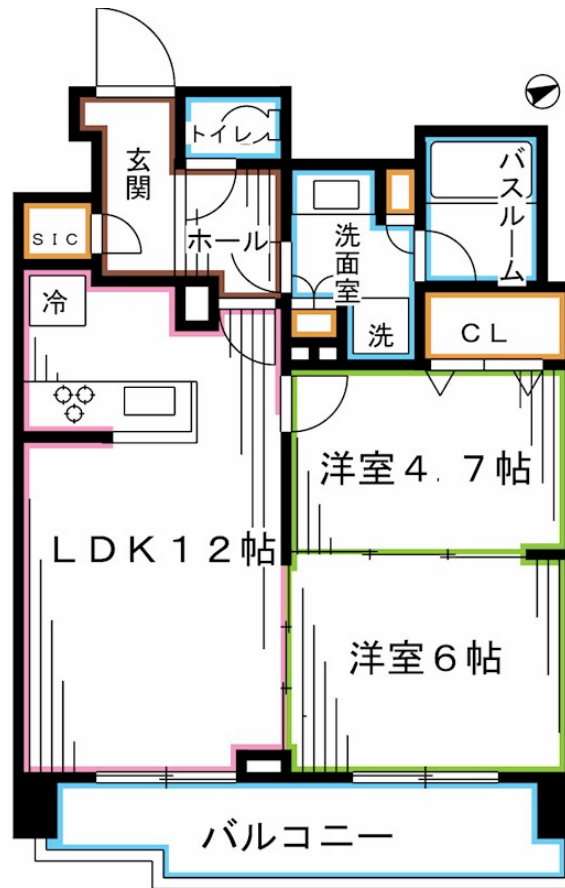 トイレ
玄関
バスルーム
SIC
ホール
洗面室
冷
洗
CL
洋室4.7帖
LDK12帖
洋室6帖
バルコニー